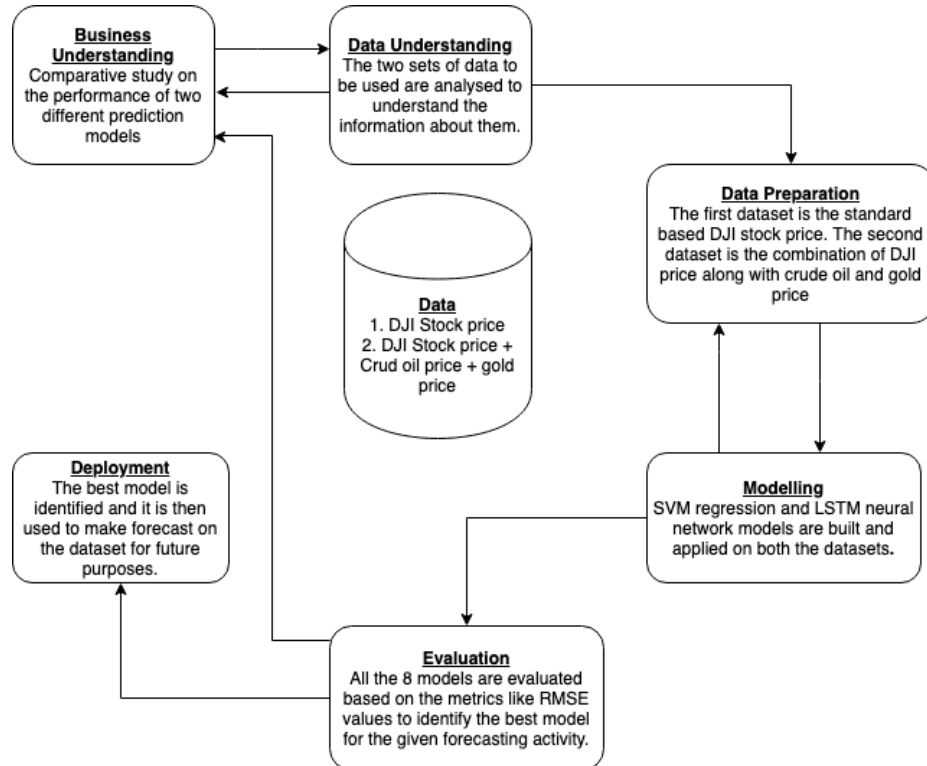 Business
Understanding
Comparative study on
the performance of two
different prediction
models
Data Understanding
The two sets of data to
be used are analysed to
understand the
information about them.
Data Preparation
The first dataset is the standard
based DJI stock price. The second
dataset is the combination of DJI
price along with crude oil and gold
price
Data
1. DJI Stock price
2. DJI Stock price +
Crud oil price + gold
price
Deployment
The best model is
identified and it is then
used to make forecast on
the dataset for future
purposes.
Modelling
SVM regression and LSTM neural
network models are built and
applied on both the datasets.
Evaluation
All the 8 models are evaluated
based on the metrics like RMSE
values to identify the best model
for the given forecasting activity.